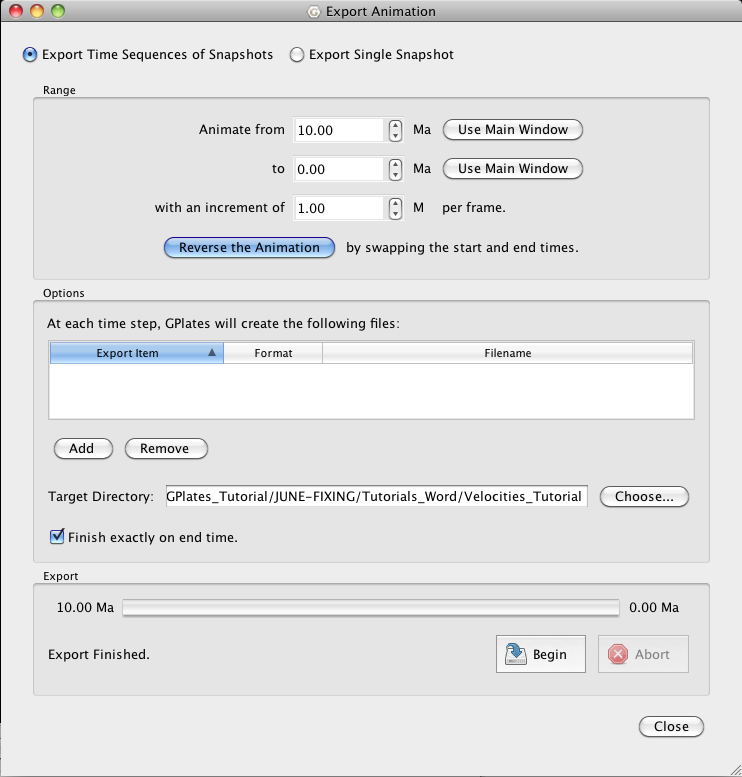 Export Animation
Export Time Sequences of Snapshots Export Single Snapshot
Range
Animate from 10.00 Ma Use Main Window
to 0.00 Ma Use Main Window
with an increment of 1.00 M per frame.
Reverse the Animation by swapping the start and end times.
Options
At each time step, GPlates will create the following files:
Export Item Format Filename
Add Remove
Target Directory: GPlates_Tutorial/JUNE-FIXING/Tutorials_Word/Velocities_Tutorial Choose...
Finish exactly on end time.
Export
10.00 Ma 0.00 Ma
Export Finished. Begin Abort
Close